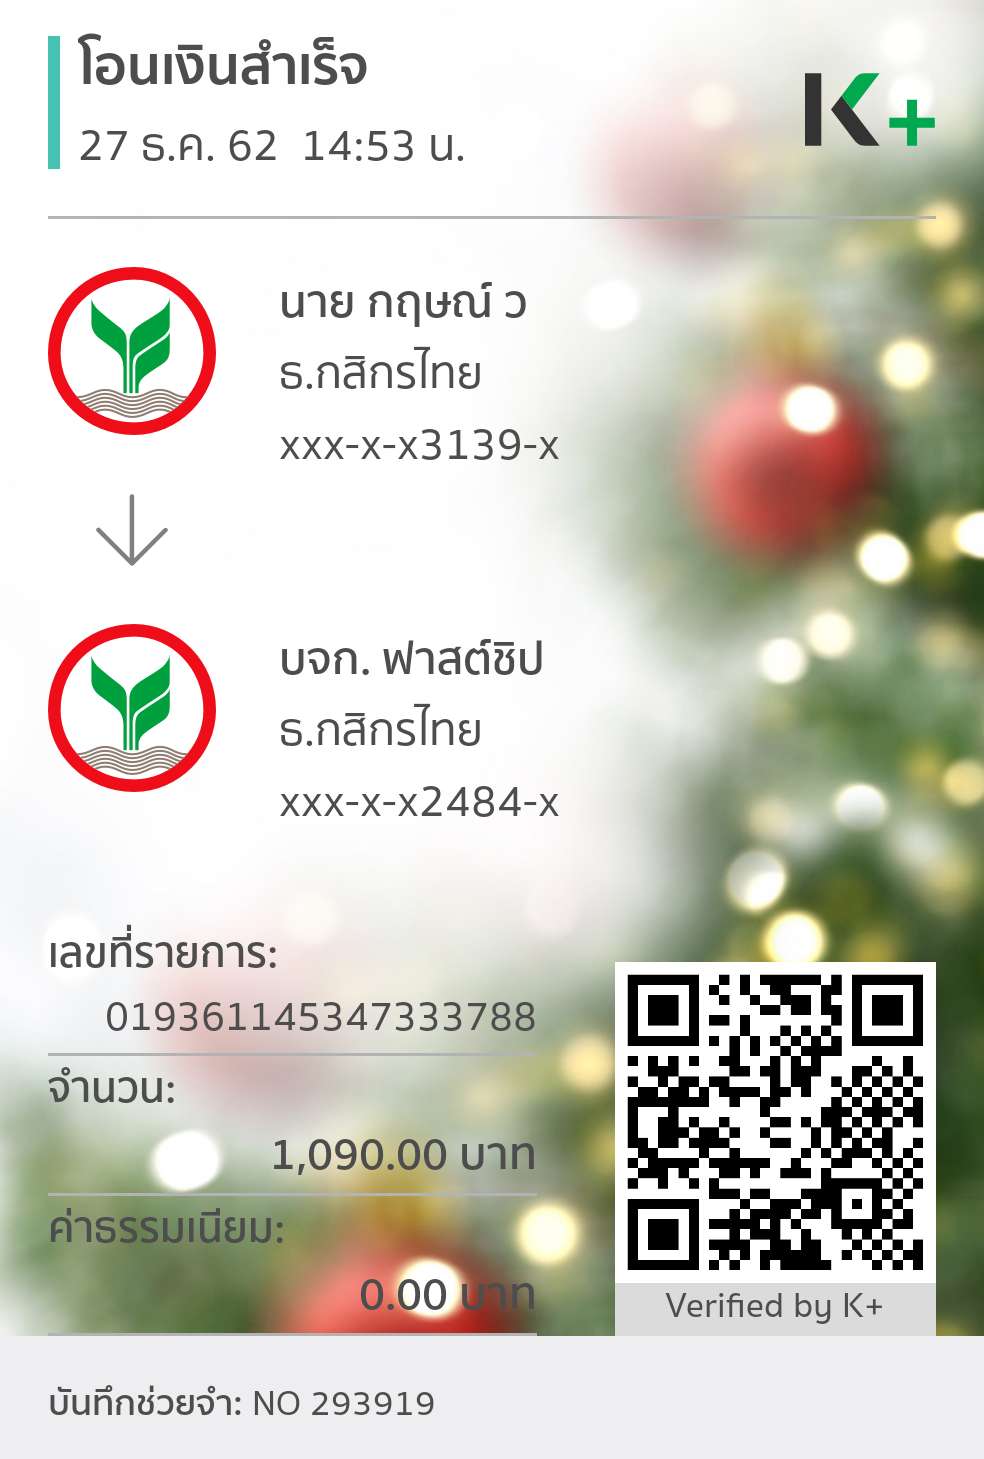 โอนเงินสำเร็จ
27 ธ.ค. 62 14:53 น.
K+
นาย กฤษณ์ ว
ธ.กสิกรไทย
xxx-x-x3139-x
บจก. ฟาสต์ชิป
ธ.กสิกรไทย
xxx-x-x2484-x
เลขที่รายการ:
019361145347333788
จำนวน:
1,090.00 บาท
ค่าธรรมเนียม:
0.00 บาท
Verified by K+
บันทึกช่วยจำ: NO 293919